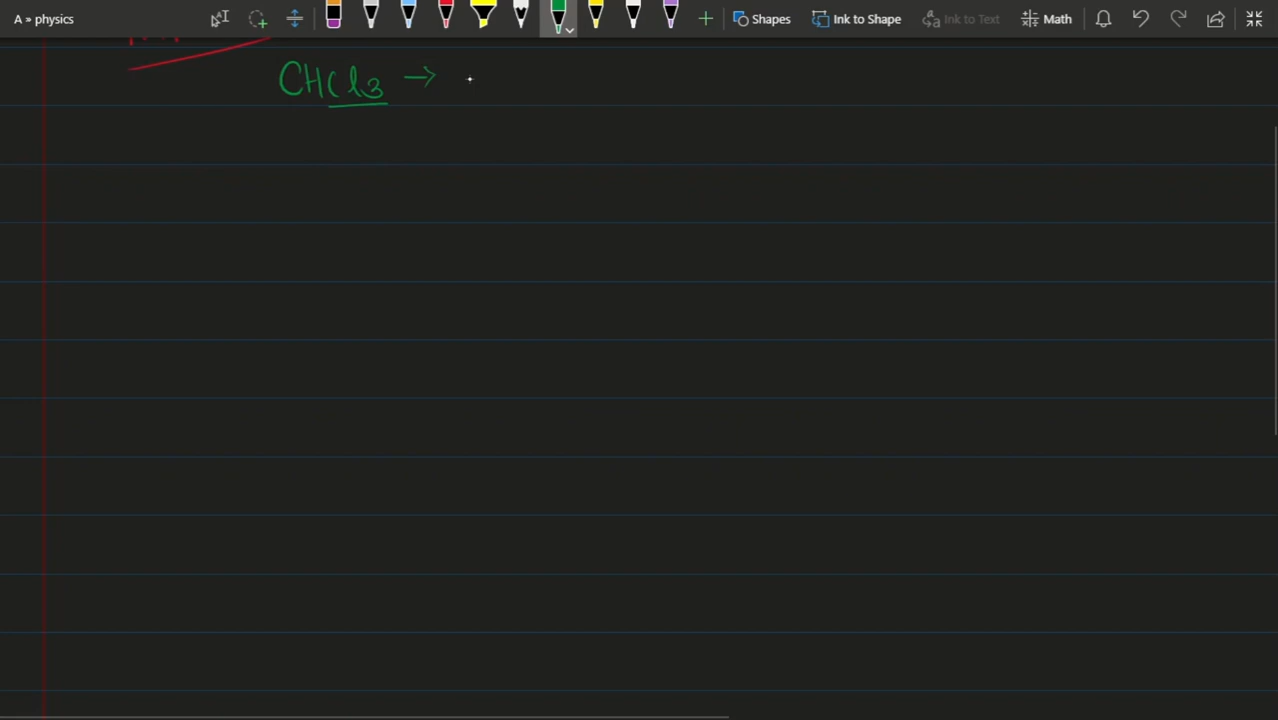 A » physics
Shapes
Ink to Shape
Ink to Text
Math
CHCl3 →